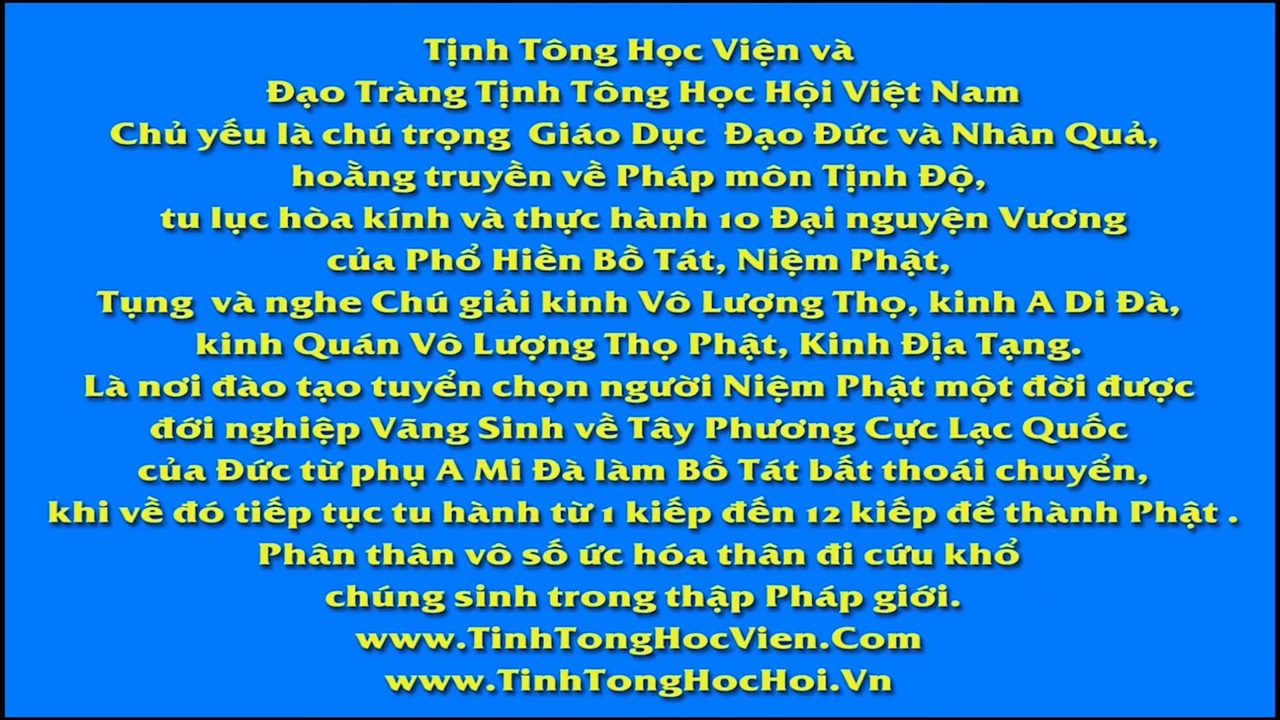 Tịnh Tông Học Viện và
Đạo Tràng Tịnh Tông Học Hội Việt Nam
Chủ yếu là chú trọng Giáo Dục Đạo Đức và Nhân Quả,
hoằng truyền về Pháp môn Tịnh Độ,
tu lục hòa kính và thực hành 10 Đại nguyện Vương
của Phổ Hiền Bồ Tát, Niệm Phật,
Tụng và nghe Chú giải kinh Vô Lượng Thọ, kinh A Di Đà,
kinh Quán Vô Lượng Thọ Phật, Kinh Địa Tạng.
Là nơi đào tạo tuyển chọn người Niệm Phật một đời được
đới nghiệp Vãng Sinh về Tây Phương Cực Lạc Quốc
của Đức từ phụ A Mi Đà làm Bồ Tát bất thoái chuyển,
khi về đó tiếp tục tu hành từ 1 kiếp đến 12 kiếp để thành Phật .
Phân thân vô số ức hóa thân đi cứu khổ
chúng sinh trong thập Pháp giới.
www.TinhTongHocVien.Com
www.TinhTongHocHoi.Vn